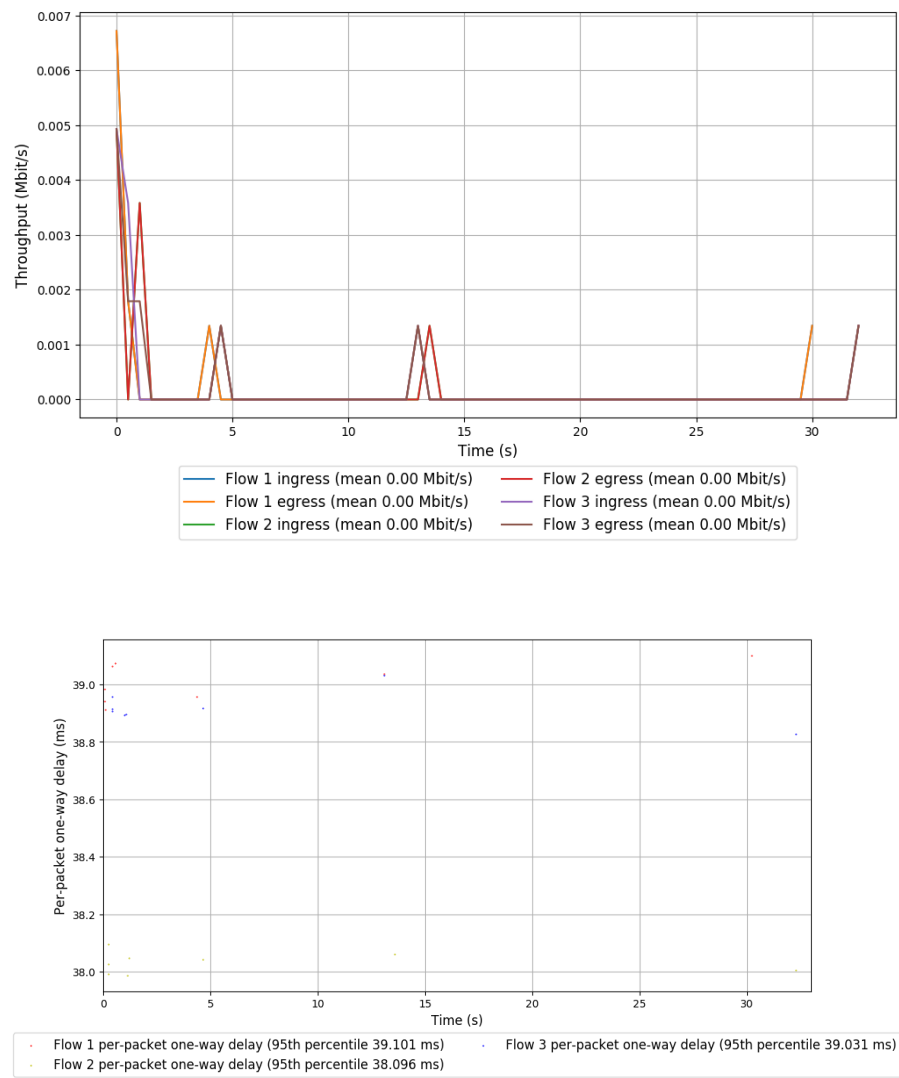 0.007
0.006
0.005
0.004
0.003
0.002
0.001
0.000
Throughput (Mbit/s)
0 5 10 15 20 25 30
Time (s)
Flow 1 ingress (mean 0.00 Mbit/s) Flow 2 egress (mean 0.00 Mbit/s)
Flow 1 egress (mean 0.00 Mbit/s) Flow 3 ingress (mean 0.00 Mbit/s)
Flow 2 ingress (mean 0.00 Mbit/s) Flow 3 egress (mean 0.00 Mbit/s)
39.0
38.8
38.6
38.4
38.2
38.0
Per-packet one-way delay (ms)
0 5 10 15 20 25 30
Time (s)
Flow 1 per-packet one-way delay (95th percentile 39.101 ms) Flow 3 per-packet one-way delay (95th percentile 39.031 ms)
Flow 2 per-packet one-way delay (95th percentile 38.096 ms)